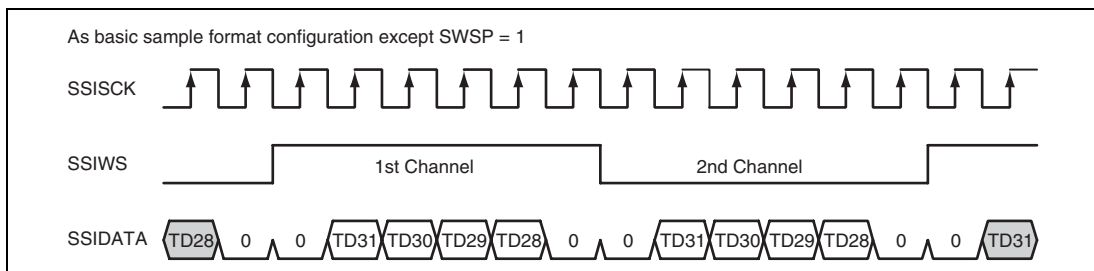 As basic sample format configuration except SWSP = 1
SSISCK
SSIWS 1st Channel 2nd Channel
SSIDATA TD28 0 0 TD31 TD30 TD29 TD28 0 0 TD31 TD30 TD29 TD28 0 0 TD31